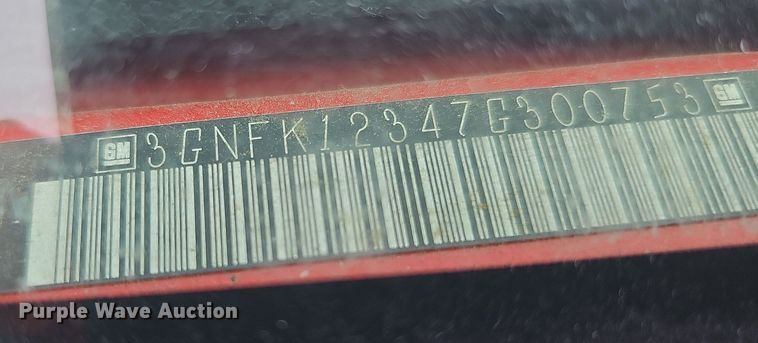 GM 3GNFK12347G300753 GM
Purple Wave Auction